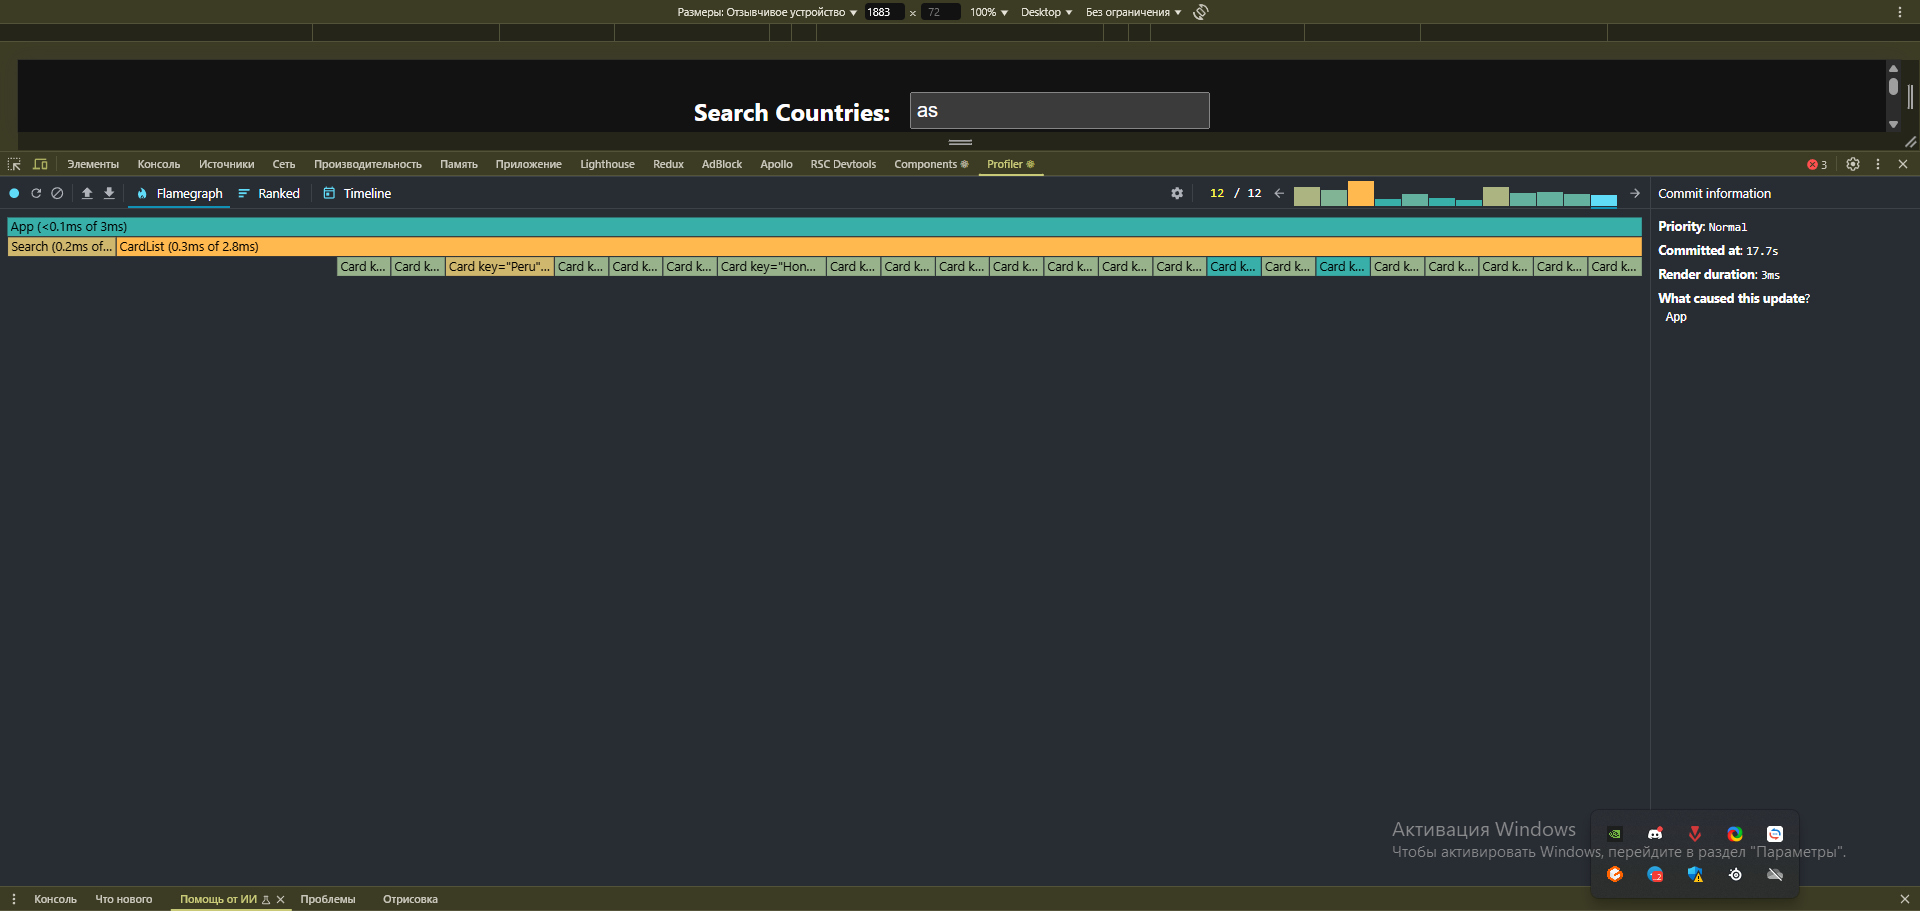 Размеры: Отзывчивое устройство 1883 × 72 100% Desktop Без ограничения
Search Countries: as
Элементы Консоль Источники Сеть Производительность Память Приложение Lighthouse Redux AdBlock Apollo RSC Devtools Components Profiler 3
Flamegraph Ranked Timeline 12 / 12 Commit information
App (<0.1ms of 3ms)
Search (0.2ms of... CardList (0.3ms of 2.8ms)
Card k... Card k... Card key="Peru"... Card k... Card k... Card k... Card key="Hon... Card k... Card k... Card k... Card k... Card k... Card k... Card k... Card k... Card k... Card k... Card k... Card k... Card k... Card k... Card k...
Priority: Normal
Committed at: 17.7s
Render duration: 3ms
What caused this update?
App
Активация Windows
Чтобы активировать Windows, перейдите в раздел "Параметры".
Консоль Что нового Помощь от ИИ Проблемы Отрисовка